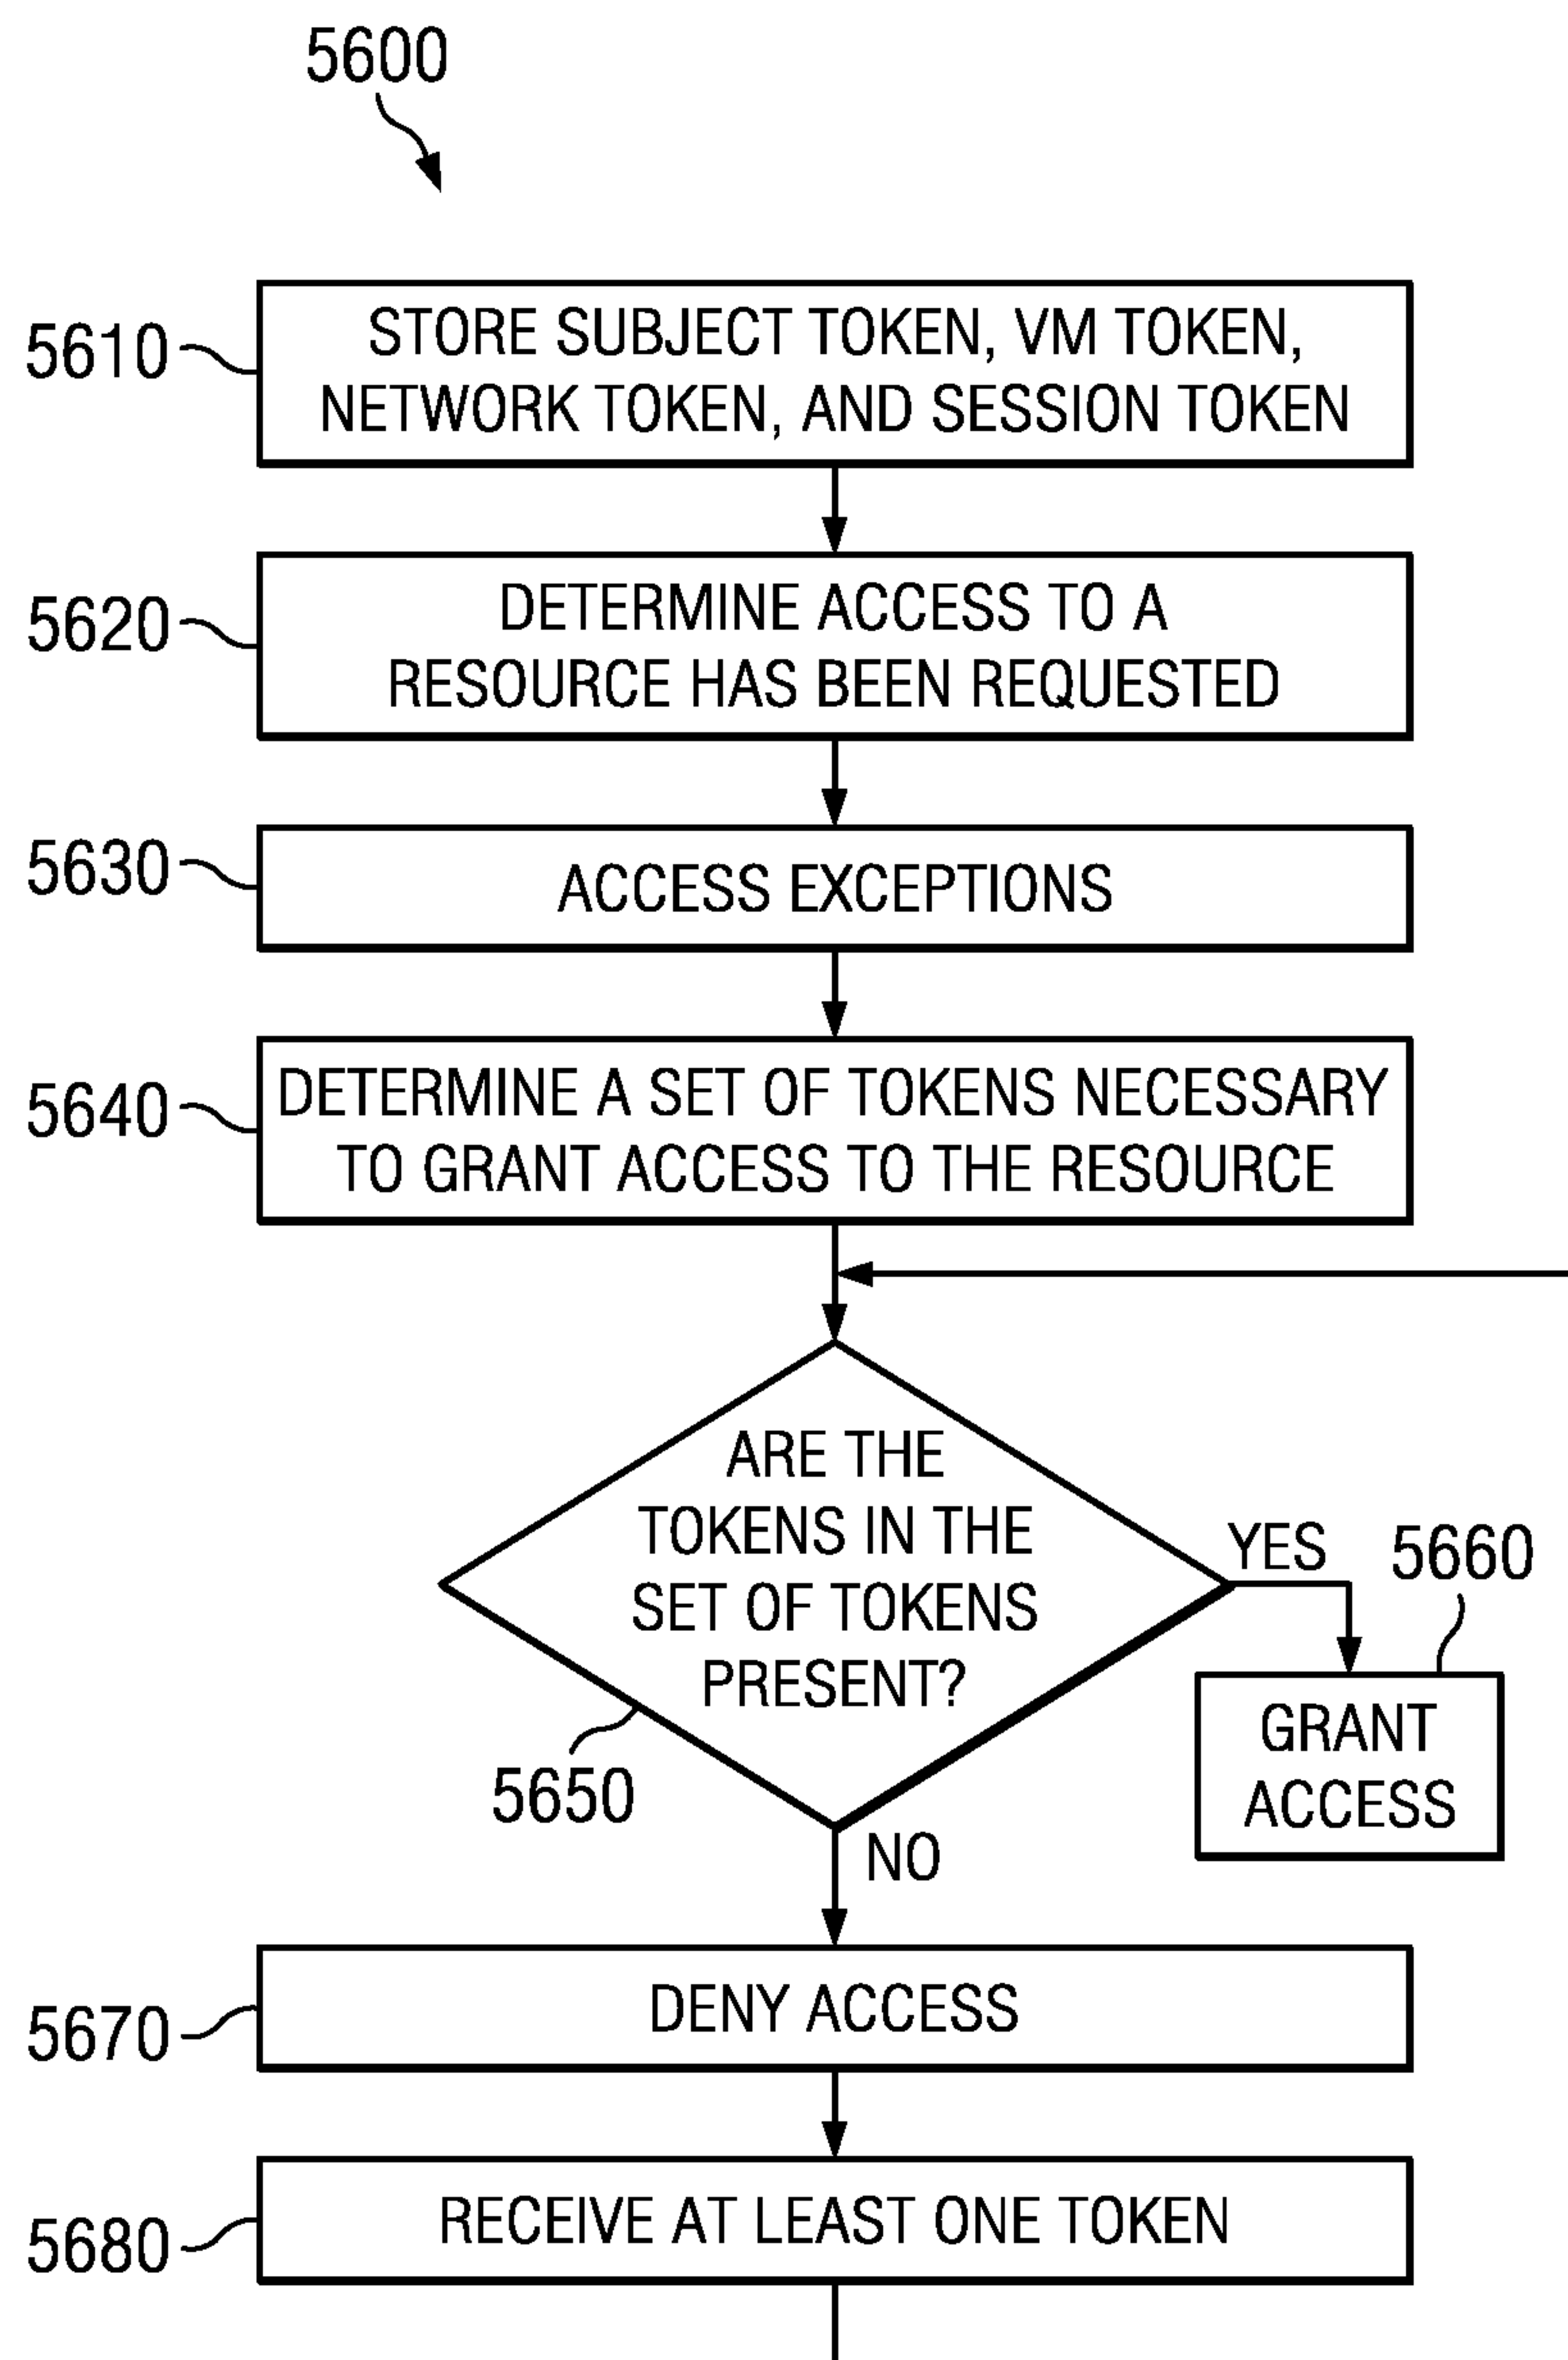 5600
5610
STORE SUBJECT TOKEN, VM TOKEN,
NETWORK TOKEN, AND SESSION TOKEN
5620
DETERMINE ACCESS TO A
RESOURCE HAS BEEN REQUESTED
5630
ACCESS EXCEPTIONS
5640
DETERMINE A SET OF TOKENS NECESSARY
TO GRANT ACCESS TO THE RESOURCE
ARE THE
TOKENS IN THE
SET OF TOKENS
PRESENT?
5650
YES
5660
GRANT
ACCESS
NO
5670
DENY ACCESS
5680
RECEIVE AT LEAST ONE TOKEN